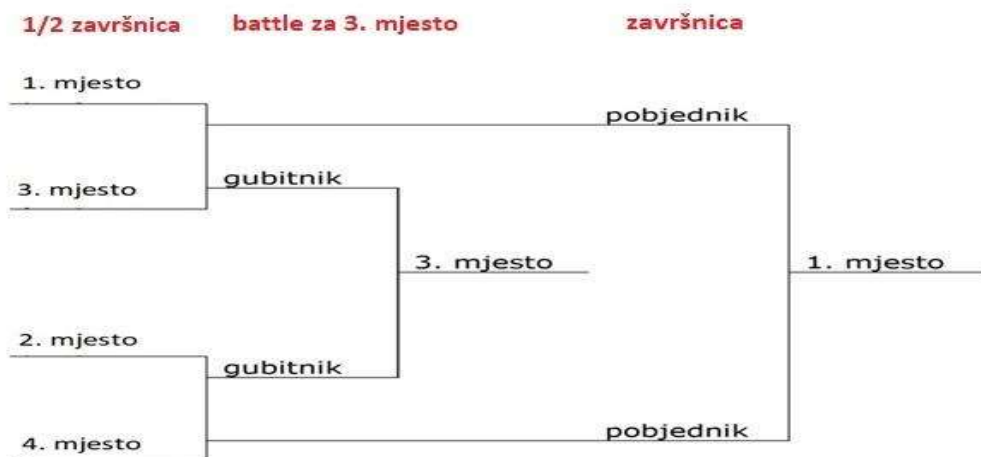 1/2 završnica battle za 3. mjesto završnica
1. mjesto
pobjednik
gubitnik
3. mjesto
3. mjesto
1. mjesto
2. mjesto
gubitnik
pobjednik
4. mjesto